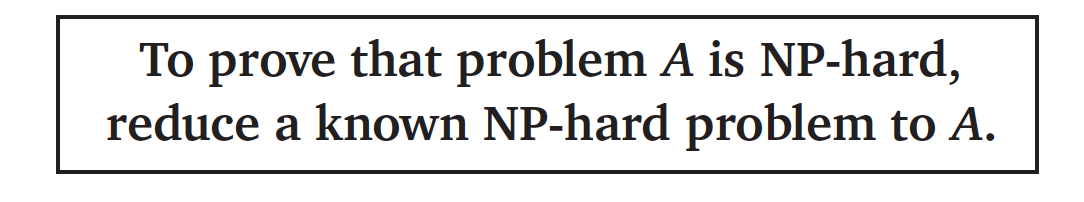 To prove that problem A is NP-hard,
reduce a known NP-hard problem to A.